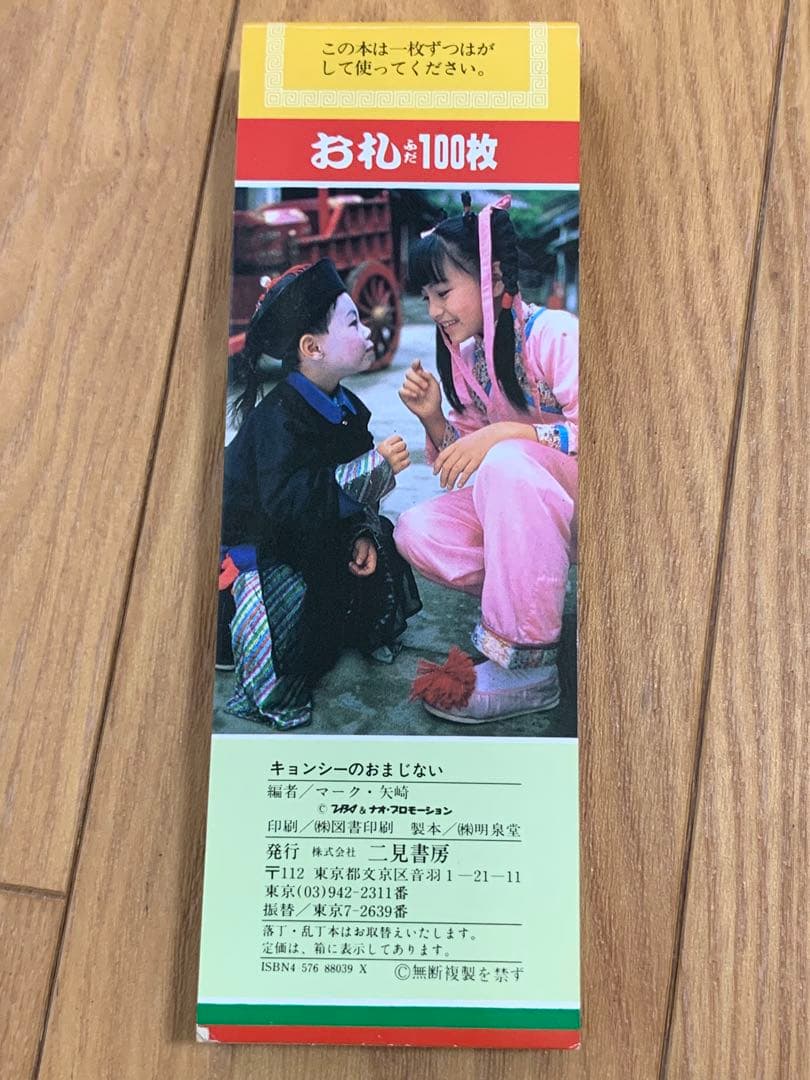 この本は一枚ずつはが
して使ってください。
お札ふだ100枚
キョンシーのおまじない
編者／マーク・矢崎
© TBS & ナオ・プロモーション
印刷／㈱図書印刷 製本／㈱明泉堂
発行 株式会社 二見書房
〒112 東京都文京区音羽1－21－11
東京(03)942-2311番
振替／東京7-2639番
落丁・乱丁本はお取替えいたします。
定価は、箱に表示してあります。
ISBN4 576 88039 X ©無断複製を禁ず